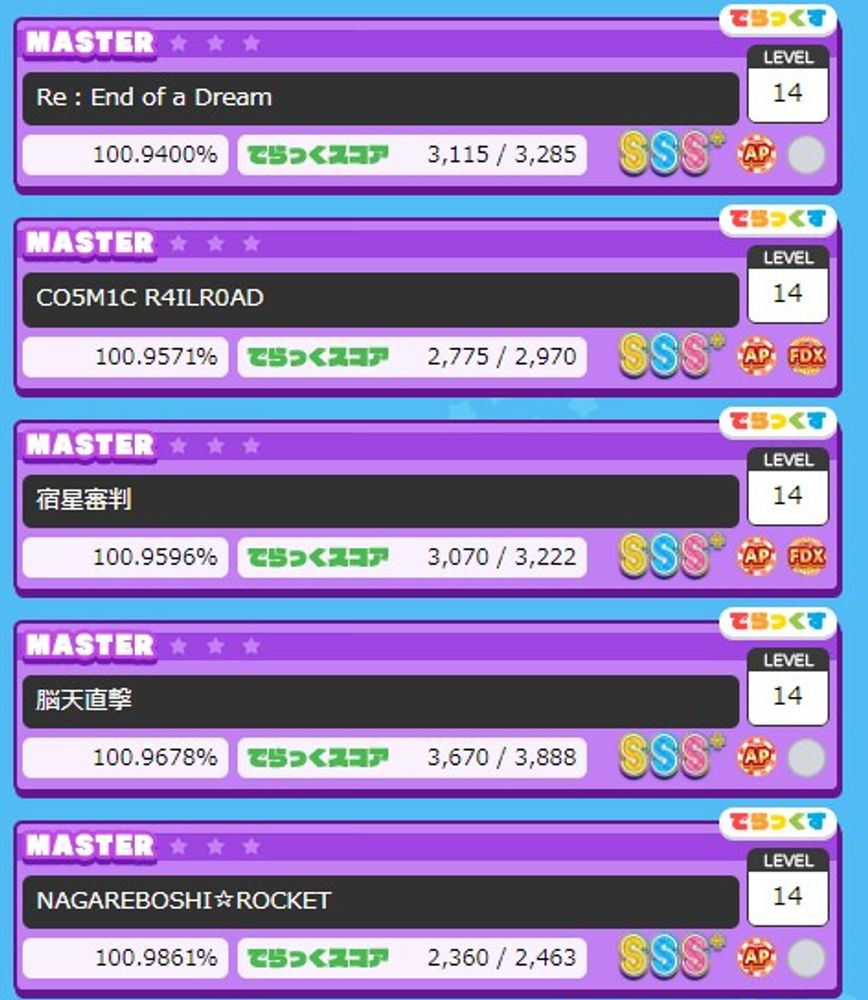 でらっくす
MASTER
LEVEL
14
Re：End of a Dream
100.9400% でらっくスコア 3,115 / 3,285 SSS+ AP
でらっくす
MASTER
LEVEL
14
CO5M1C R4ILR0AD
100.9571% でらっくスコア 2,775 / 2,970 SSS+ AP FDX
でらっくす
MASTER
LEVEL
14
宿星審判
100.9596% でらっくスコア 3,070 / 3,222 SSS+ AP FDX
でらっくす
MASTER
LEVEL
14
脳天直撃
100.9678% でらっくスコア 3,670 / 3,888 SSS+ AP
でらっくす
MASTER
LEVEL
14
NAGAREBOSHI☆ROCKET
100.9861% でらっくスコア 2,360 / 2,463 SSS+ AP